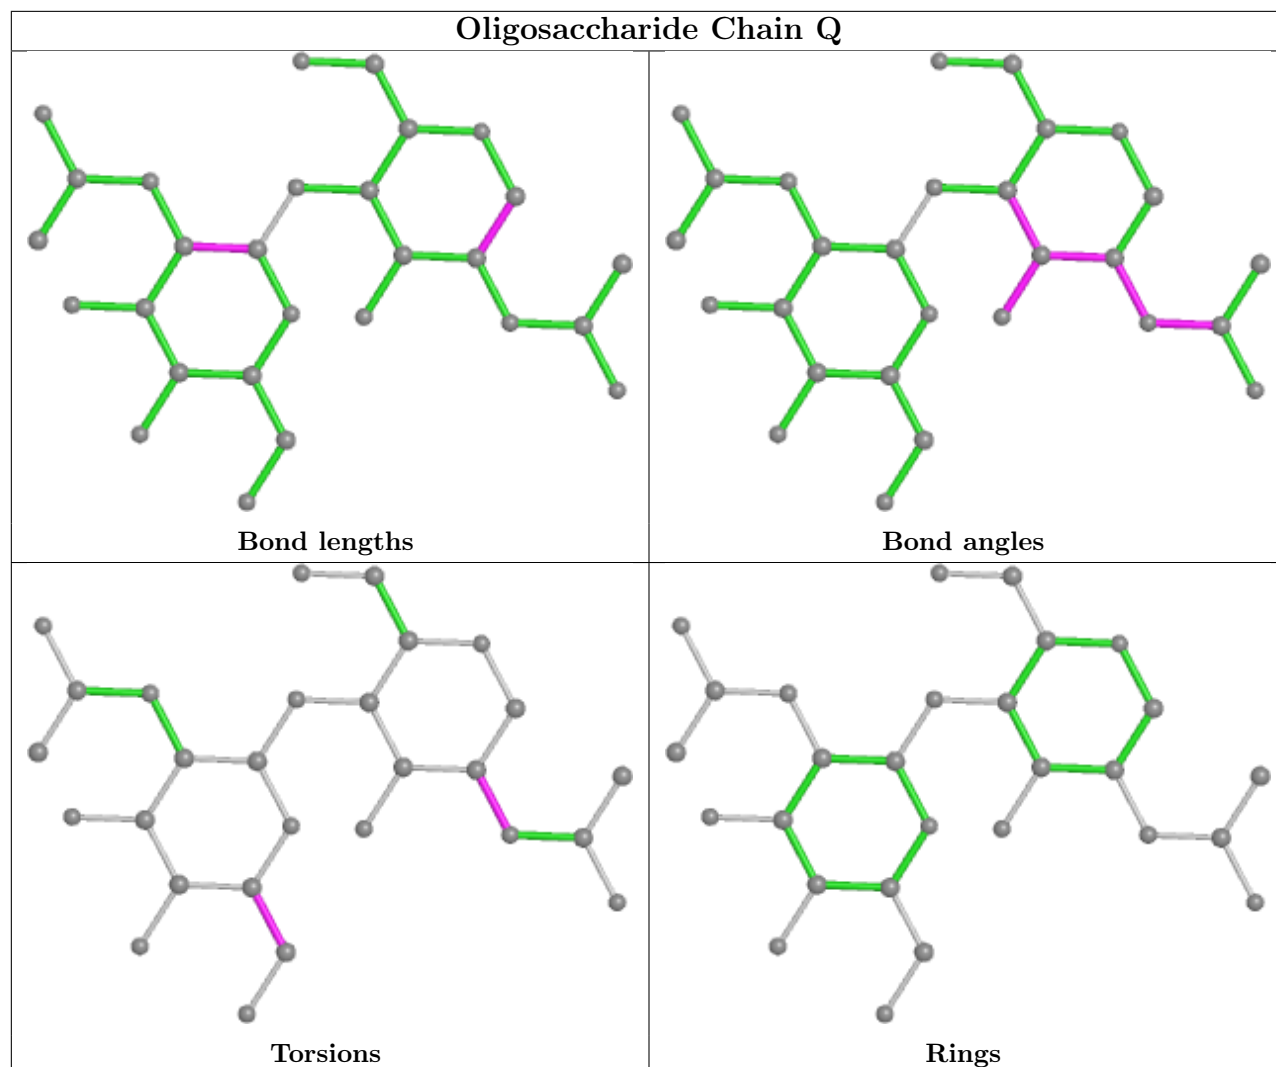 Oligosaccharide Chain Q
Bond lengths
Bond angles
Torsions
Rings